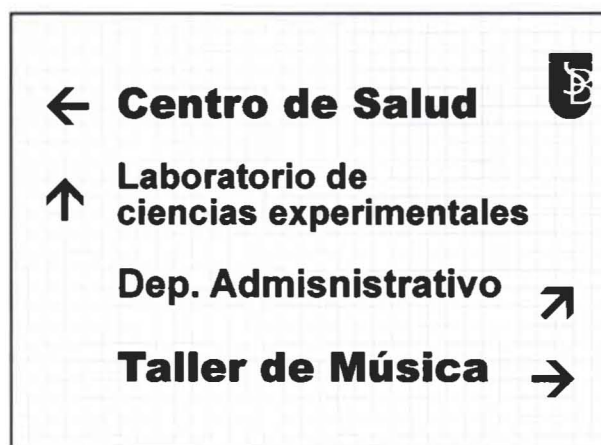 ← Centro de Salud
↑ Laboratorio de
ciencias experimentales
Dep. Admisnistrativo ↗
Taller de Música →